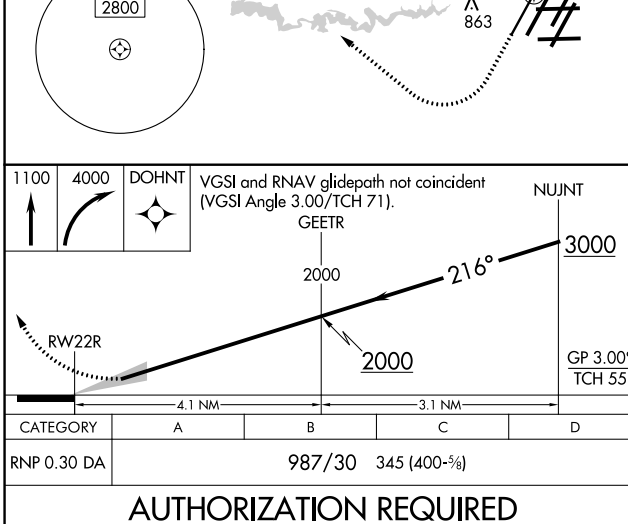 2800
863
1100 4000 DOHNT
VGSI and RNAV glidepath not coincident
(VGSI Angle 3.00/TCH 71).
GEETR
NUJNT
2000
216°
3000
RW22R
2000
GP 3.00°
TCH 55
4.1 NM
3.1 NM
CATEGORY A B C D
RNP 0.30 DA 987/30 345 (400-⅝)
AUTHORIZATION REQUIRED